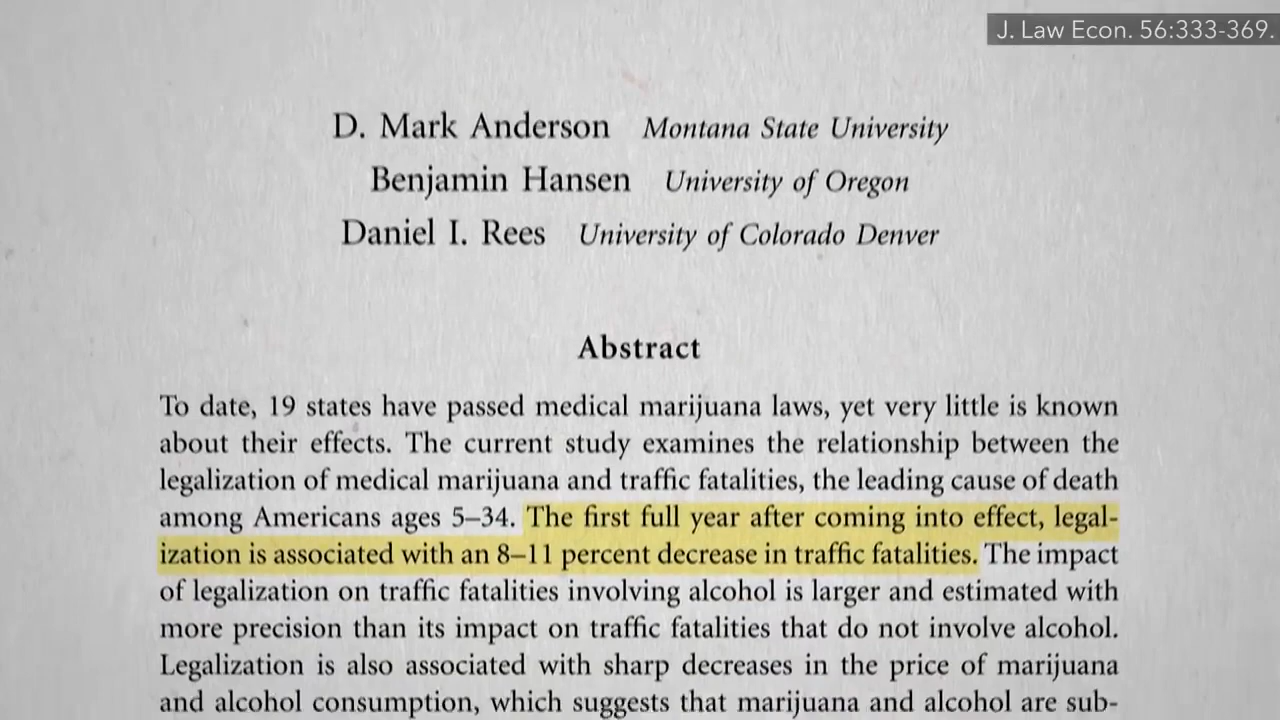 J. Law Econ. 56:333-369.
D. Mark Anderson Montana State University
Benjamin Hansen University of Oregon
Daniel I. Rees University of Colorado Denver
Abstract
To date, 19 states have passed medical marijuana laws, yet very little is known
about their effects. The current study examines the relationship between the
legalization of medical marijuana and traffic fatalities, the leading cause of death
among Americans ages 5–34. The first full year after coming into effect, legal-
ization is associated with an 8–11 percent decrease in traffic fatalities. The impact
of legalization on traffic fatalities involving alcohol is larger and estimated with
more precision than its impact on traffic fatalities that do not involve alcohol.
Legalization is also associated with sharp decreases in the price of marijuana
and alcohol consumption, which suggests that marijuana and alcohol are sub-